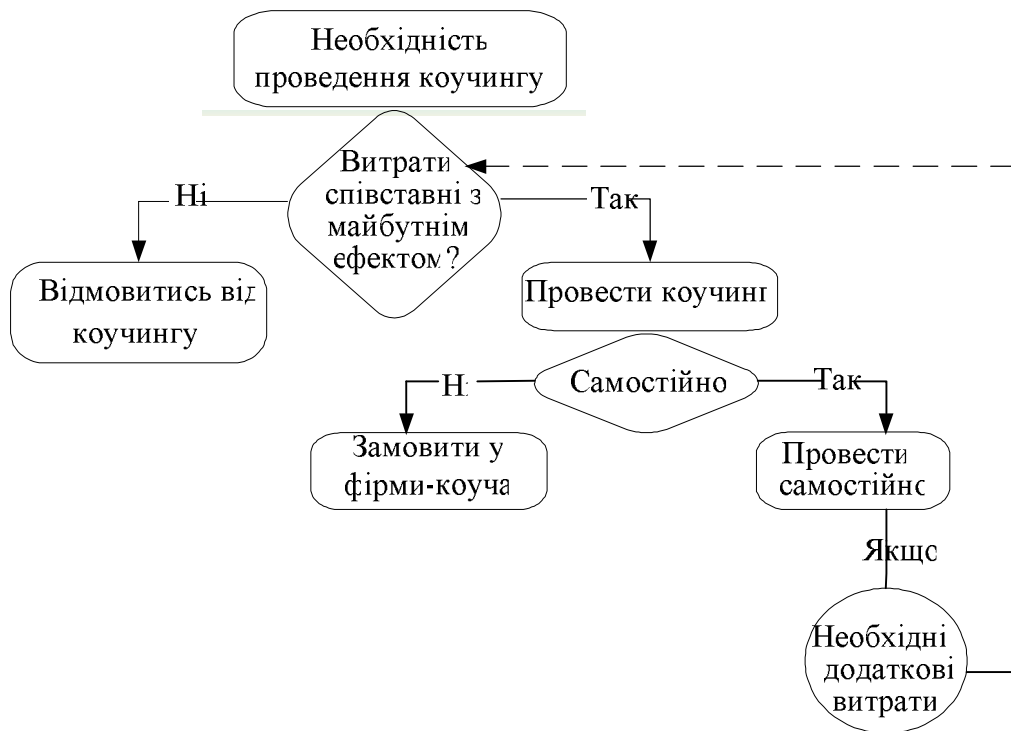 Необхідність
проведення коучингу
Витрати
співставні з
майбутнім
ефектом?
Ні
Так
Відмовитись від
коучингу
Провести коучинг
Самостійно
Ні
Так
Замовити у
фірми-коуча
Провести
самостійно
Якщо
Необхідні
додаткові
витрати